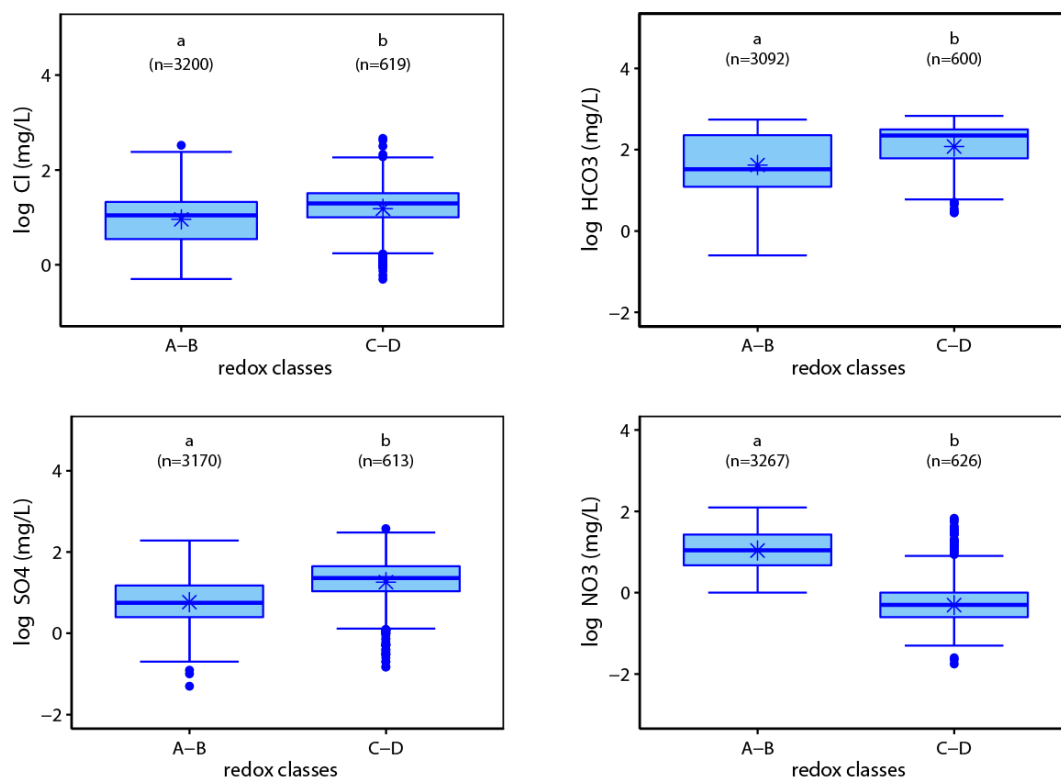 a
b
(n=3200)
(n=619)
4
2
0
log Cl (mg/L)
A–B
C–D
redox classes
a
b
(n=3092)
(n=600)
4
2
0
−2
log HCO3 (mg/L)
A–B
C–D
redox classes
a
b
(n=3170)
(n=613)
4
2
0
−2
log SO4 (mg/L)
A–B
C–D
redox classes
a
b
(n=3267)
(n=626)
4
2
0
−2
log NO3 (mg/L)
A–B
C–D
redox classes